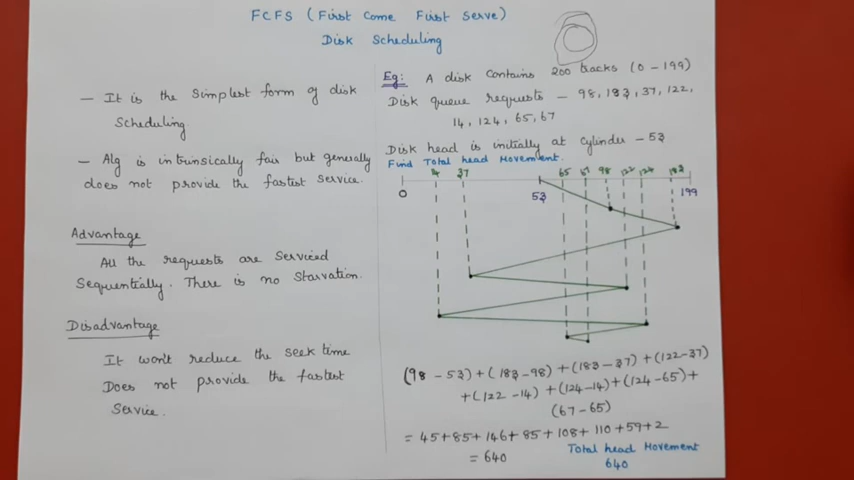 FCFS (First Come First Serve)
Disk Scheduling
- It is the simplest form of disk
Scheduling
- Alg is intrinsically fair but generally
does not provide the fastest service.
Advantage
All the requests are Serviced
Sequentially. There is no Starvation.
Disadvantage
It won't reduce the seek time
Does not provide the fastest
Service.
Eg: A disk contains 200 tracks (0-199)
Disk queue requests - 98, 183, 37, 122,
14, 124, 65, 67
Disk head is initially at Cylinder - 53
Find Total head Movement.
14 37 65 67 98 122 124 183
0 53 199
(98-53)+(183-98)+(183-37)+(122-37)
+(122-14)+(124-14)+(124-65)+
(67-65)
= 45+85+146+85+108+110+59+2
= 640
Total head Movement
640